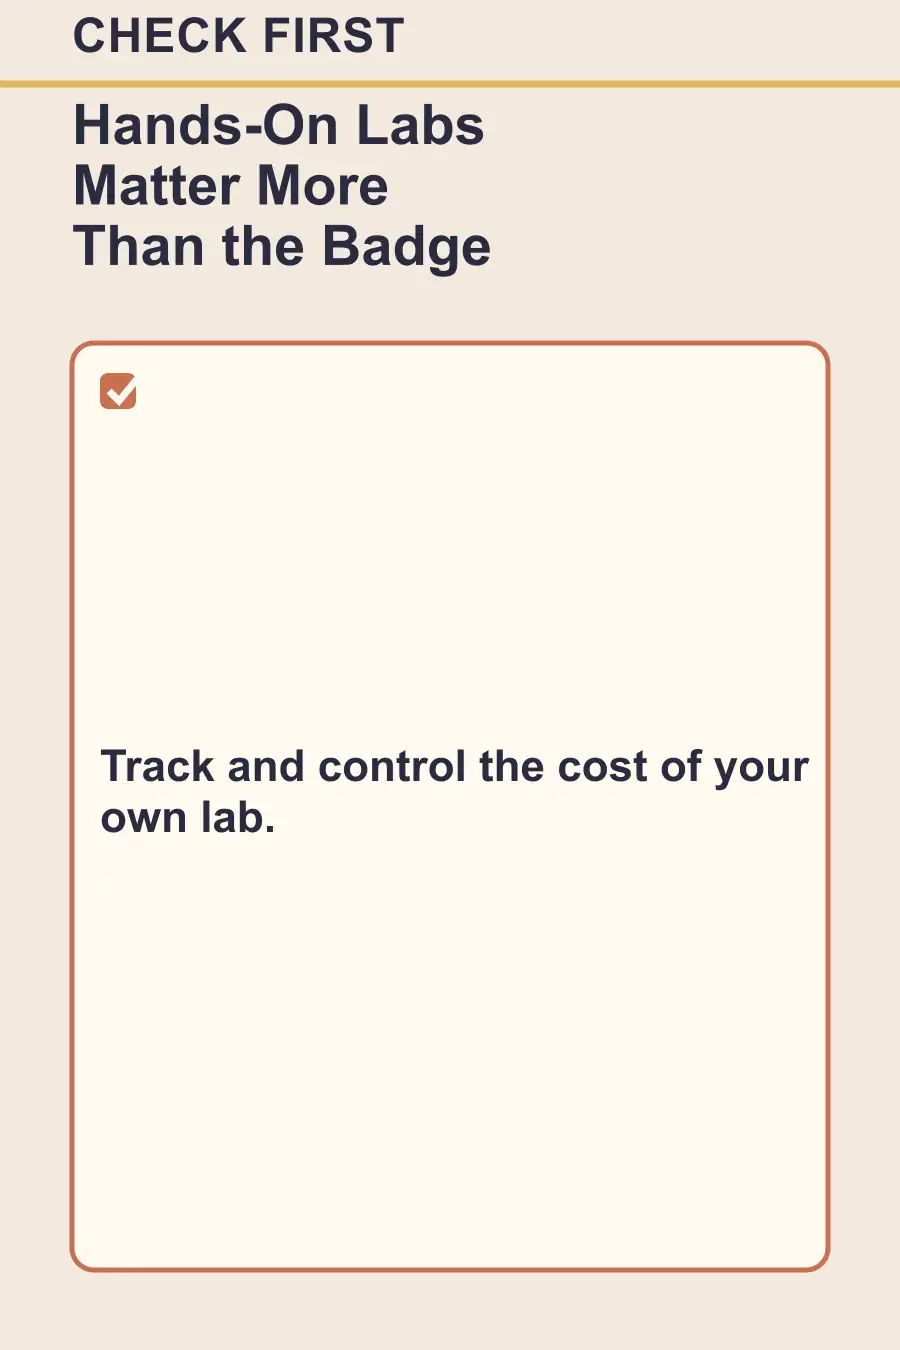 CHECK FIRST
Hands-On Labs
Matter More
Than the Badge
Track and control the cost of your
own lab.